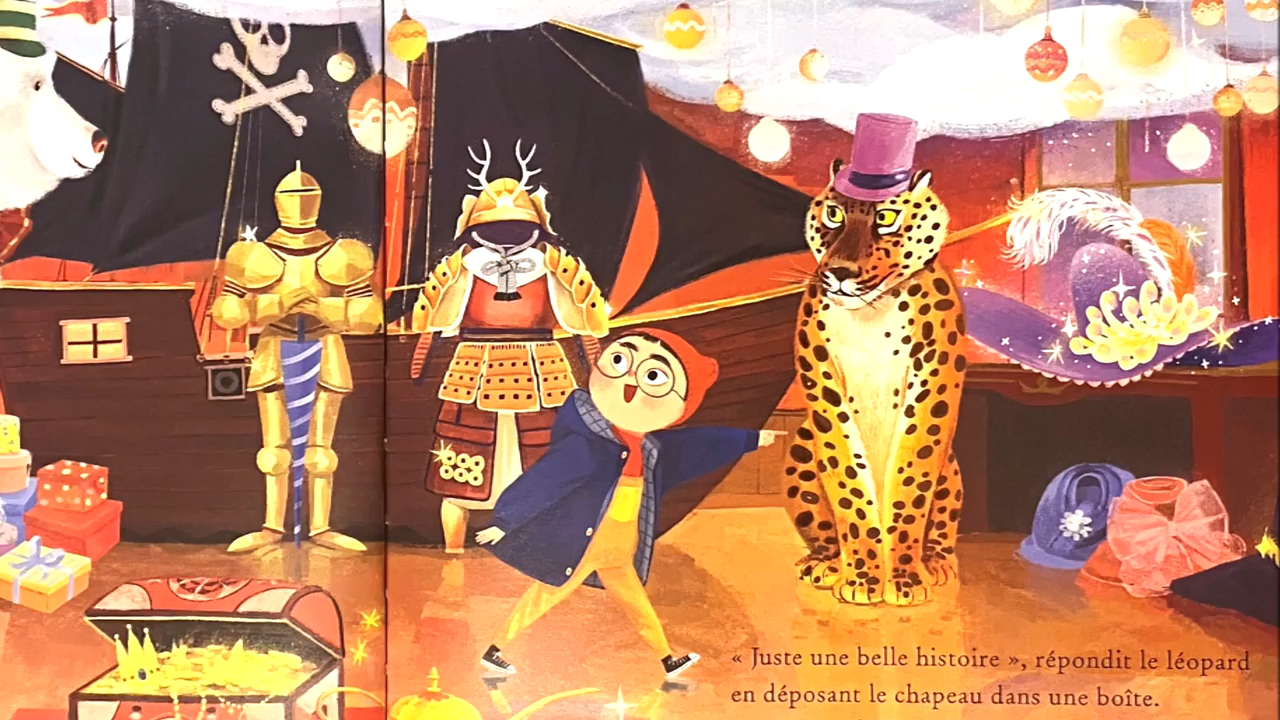 « Juste une belle histoire », répondit le léopard
en déposant le chapeau dans une boîte.